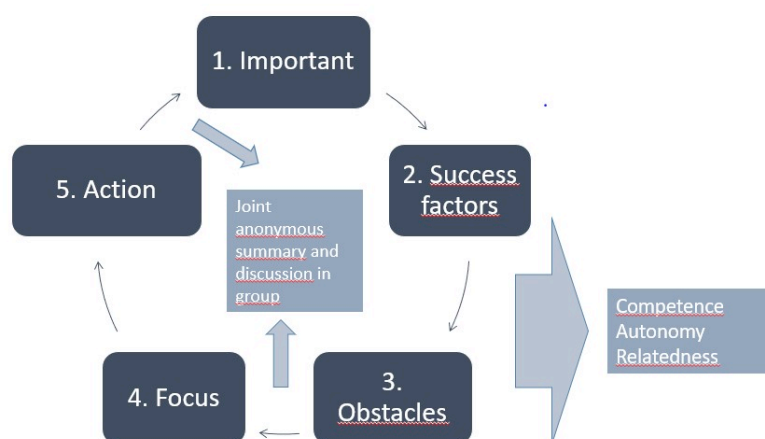 1. Important
2. Success
factors
3.
Obstacles
4. Focus
5. Action
Joint
anonymous
summary and
discussion in
group
Competence
Autonomy
Relatedness